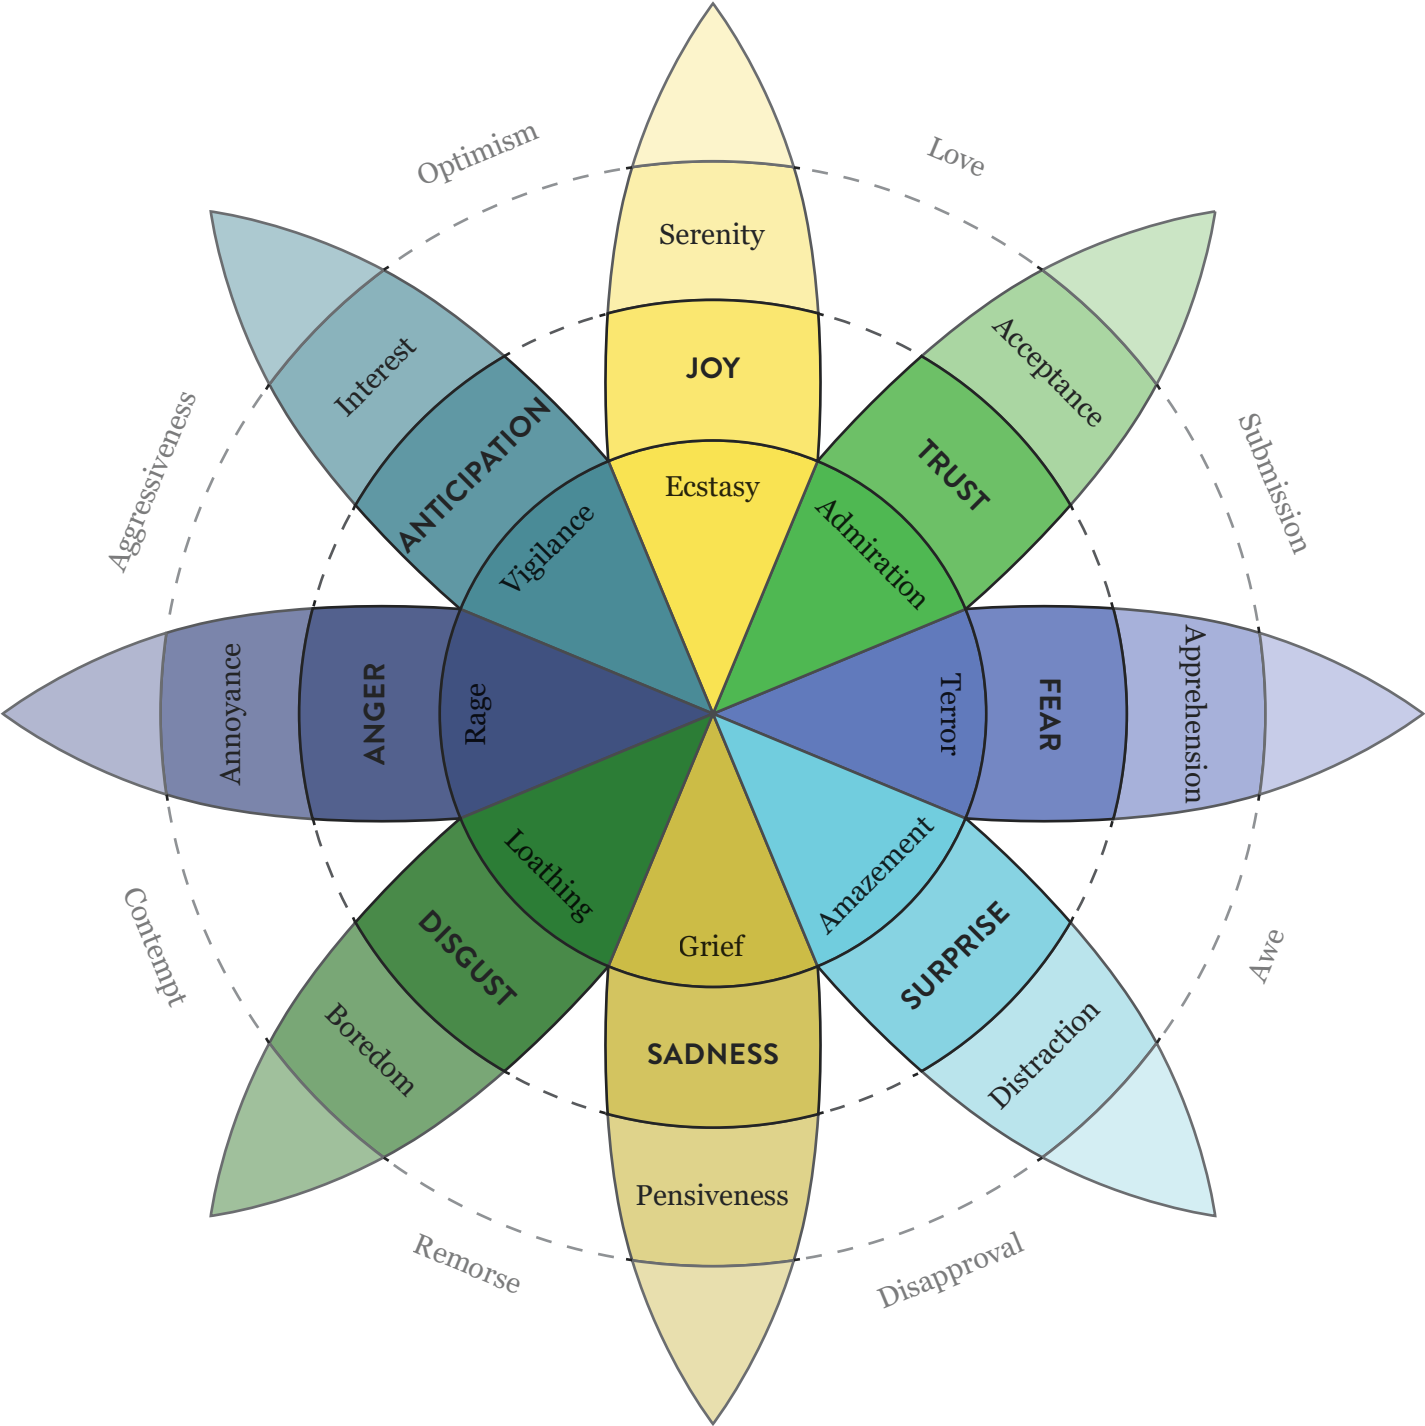 Optimism
Love
Serenity
Interest
Acceptance
JOY
Aggressiveness
Submission
ANTICIPATION
TRUST
Ecstasy
Vigilance
Admiration
Annoyance
ANGER
Rage
Terror
FEAR
Apprehension
Loathing
Amazement
Contempt
Awe
DISGUST
Grief
SURPRISE
Boredom
SADNESS
Distraction
Pensiveness
Remorse
Disapproval